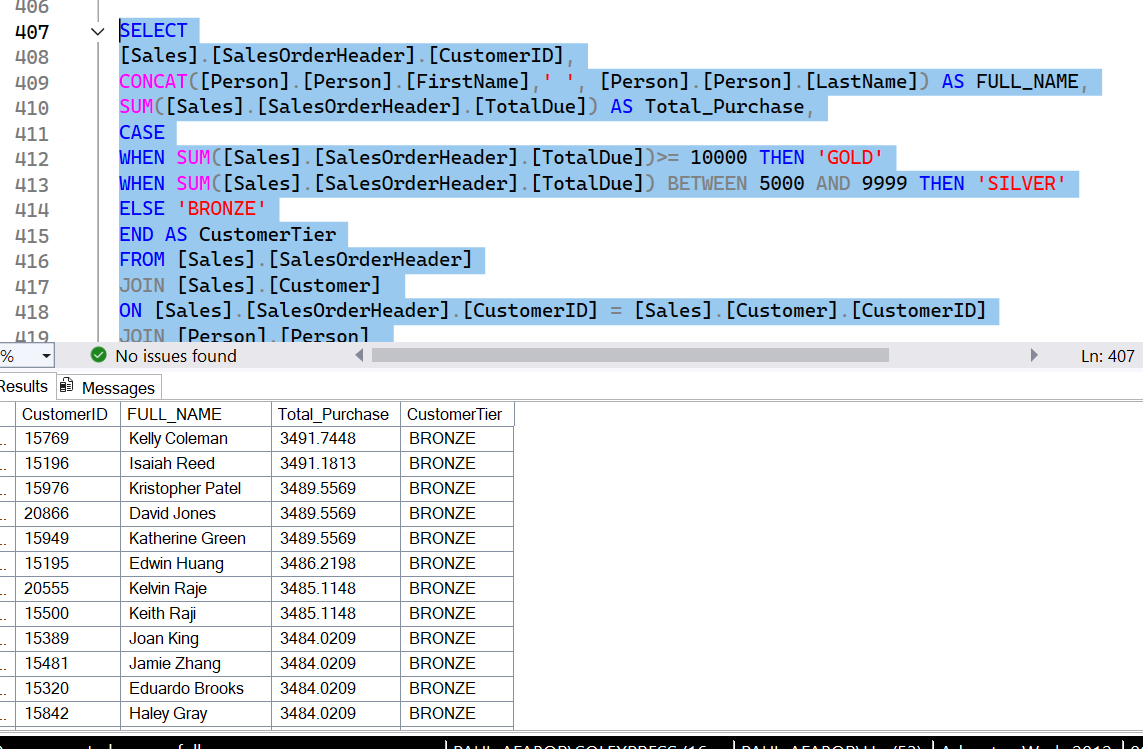 406
407 SELECT
408 [Sales].[SalesOrderHeader].[CustomerID],
409 CONCAT([Person].[Person].[FirstName],' ', [Person].[Person].[LastName]) AS FULL_NAME,
410 SUM([Sales].[SalesOrderHeader].[TotalDue]) AS Total_Purchase,
411 CASE
412 WHEN SUM([Sales].[SalesOrderHeader].[TotalDue])>= 10000 THEN 'GOLD'
413 WHEN SUM([Sales].[SalesOrderHeader].[TotalDue]) BETWEEN 5000 AND 9999 THEN 'SILVER'
414 ELSE 'BRONZE'
415 END AS CustomerTier
416 FROM [Sales].[SalesOrderHeader]
417 JOIN [Sales].[Customer]
418 ON [Sales].[SalesOrderHeader].[CustomerID] = [Sales].[Customer].[CustomerID]
419 JOIN [Person].[Person]
% No issues found Ln: 407
Results Messages
CustomerID FULL_NAME Total_Purchase CustomerTier
15769 Kelly Coleman 3491.7448 BRONZE
15196 Isaiah Reed 3491.1813 BRONZE
15976 Kristopher Patel 3489.5569 BRONZE
20866 David Jones 3489.5569 BRONZE
15949 Katherine Green 3489.5569 BRONZE
15195 Edwin Huang 3486.2198 BRONZE
20555 Kelvin Raje 3485.1148 BRONZE
15500 Keith Raji 3485.1148 BRONZE
15389 Joan King 3484.0209 BRONZE
15481 Jamie Zhang 3484.0209 BRONZE
15320 Eduardo Brooks 3484.0209 BRONZE
15842 Haley Gray 3484.0209 BRONZE